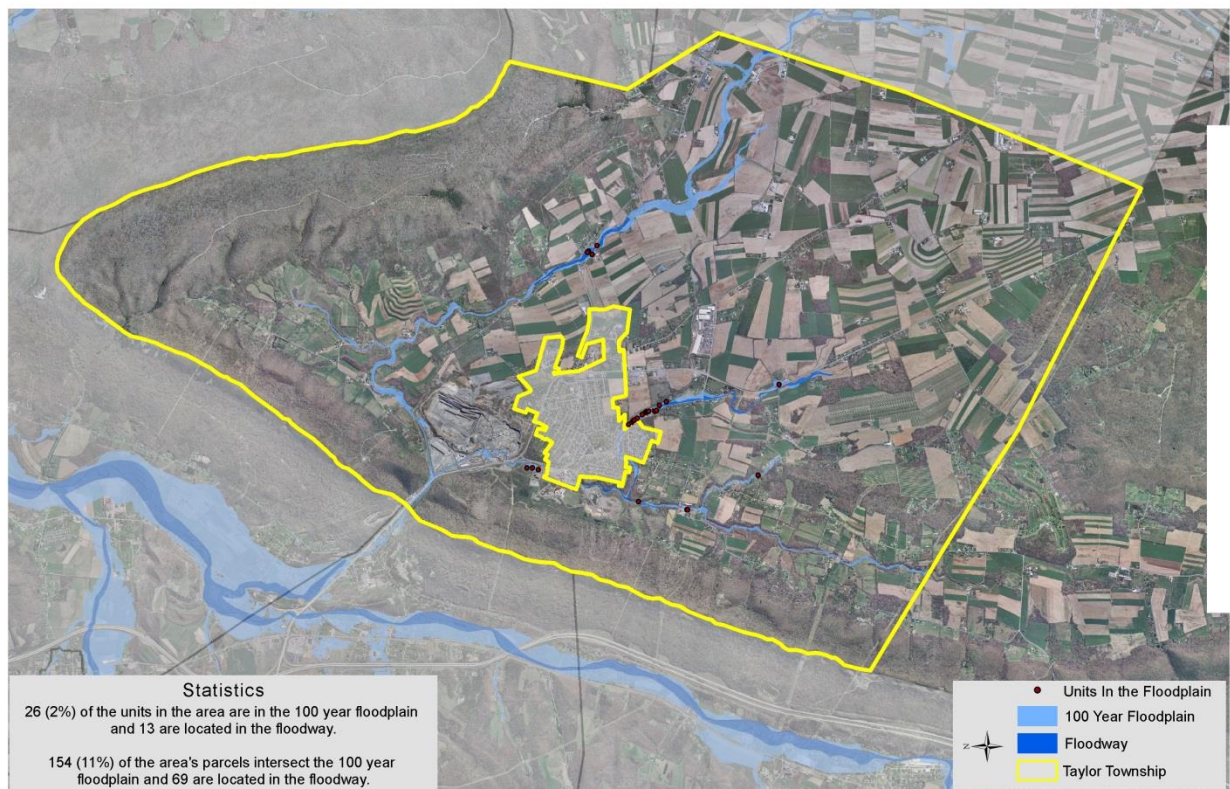 Statistics
26 (2%) of the units in the area are in the 100 year floodplain
and 13 are located in the floodway.
154 (11%) of the area's parcels intersect the 100 year
floodplain and 69 are located in the floodway.
Units In the Floodplain
100 Year Floodplain
Floodway
Taylor Township
N